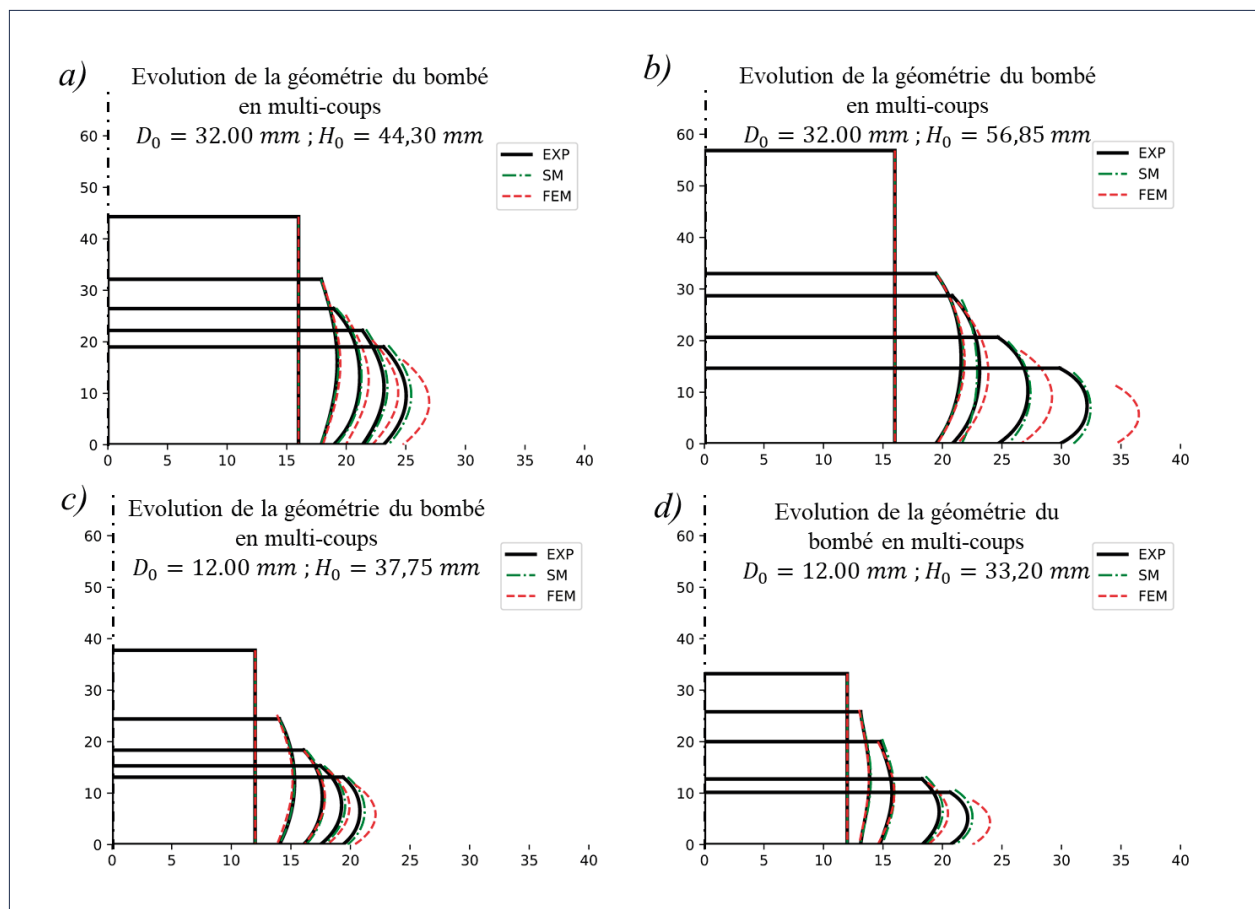 a)
Evolution de la géométrie du bombé
en multi-coups
D₀ = 32.00 mm ; H₀ = 44,30 mm
EXP
SM
FEM
60
50
40
30
20
10
0
0 5 10 15 20 25 30 35 40
b)
Evolution de la géométrie du bombé
en multi-coups
D₀ = 32.00 mm ; H₀ = 56,85 mm
EXP
SM
FEM
60
50
40
30
20
10
0
0 5 10 15 20 25 30 35 40
c)
Evolution de la géométrie du bombé
en multi-coups
D₀ = 12.00 mm ; H₀ = 37,75 mm
EXP
SM
FEM
60
50
40
30
20
10
0
0 5 10 15 20 25 30 35 40
d)
Evolution de la géométrie du
bombé en multi-coups
D₀ = 12.00 mm ; H₀ = 33,20 mm
EXP
SM
FEM
60
50
40
30
20
10
0
0 5 10 15 20 25 30 35 40